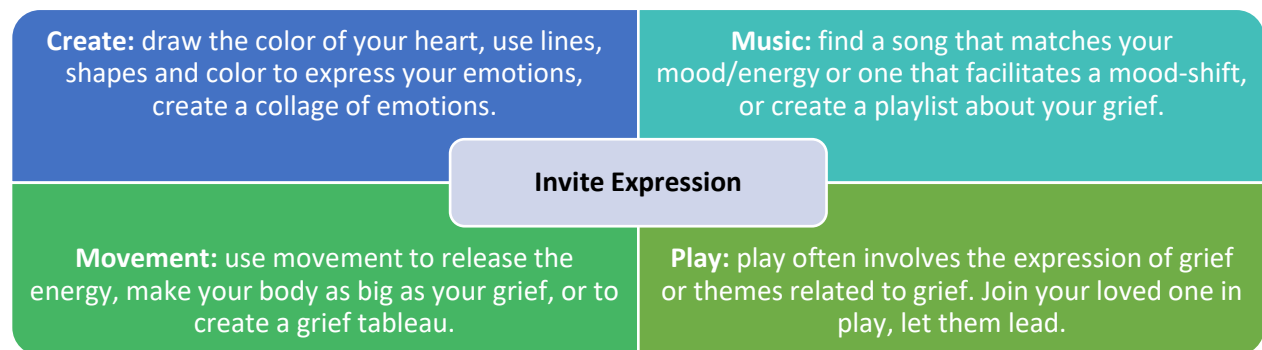 Create: draw the color of your heart, use lines,
shapes and color to express your emotions,
create a collage of emotions.
Music: find a song that matches your
mood/energy or one that facilitates a mood-shift,
or create a playlist about your grief.
Invite Expression
Movement: use movement to release the
energy, make your body as big as your grief, or to
create a grief tableau.
Play: play often involves the expression of grief
or themes related to grief. Join your loved one in
play, let them lead.